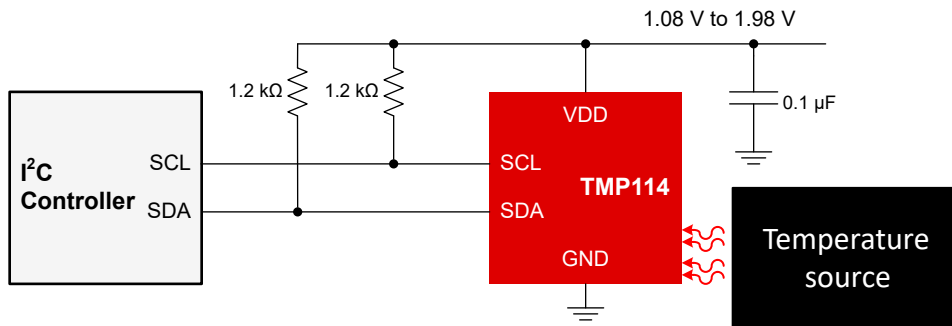 1.08 V to 1.98 V
1.2 kΩ
1.2 kΩ
0.1 µF
VDD
I²C
Controller
SCL
SDA
SCL
SDA
TMP114
GND
Temperature
source